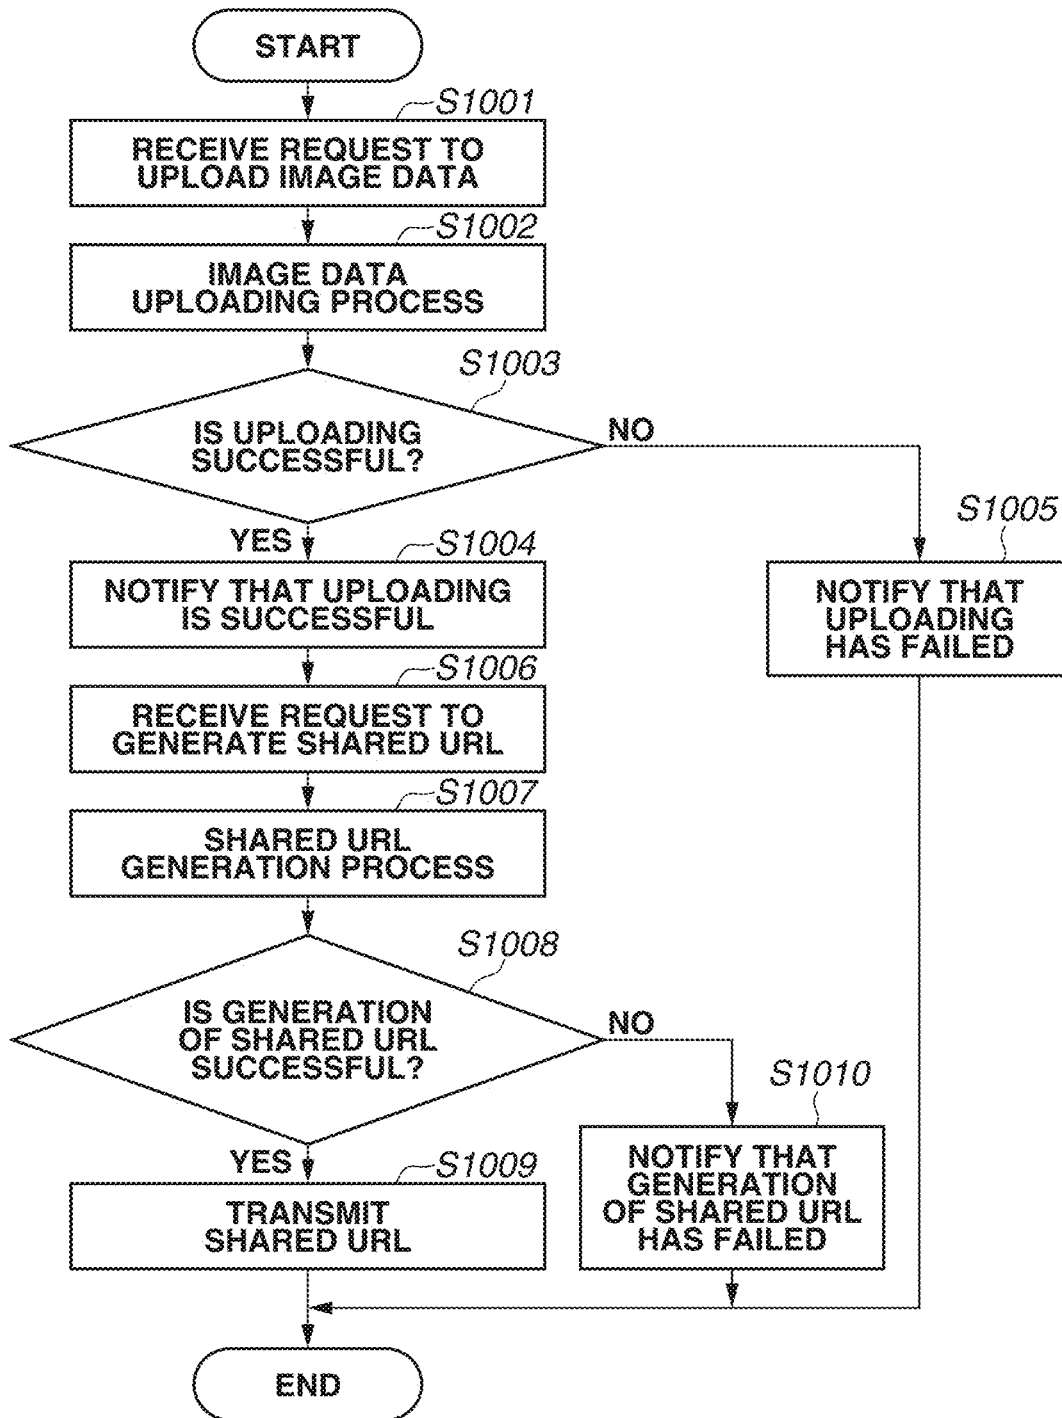 START
S1001
RECEIVE REQUEST TO
UPLOAD IMAGE DATA
S1002
IMAGE DATA
UPLOADING PROCESS
S1003
IS UPLOADING
SUCCESSFUL?
NO
YES
S1004
NOTIFY THAT UPLOADING
IS SUCCESSFUL
S1005
NOTIFY THAT
UPLOADING
HAS FAILED
S1006
RECEIVE REQUEST TO
GENERATE SHARED URL
S1007
SHARED URL
GENERATION PROCESS
S1008
IS GENERATION
OF SHARED URL
SUCCESSFUL?
NO
YES
S1009
TRANSMIT
SHARED URL
S1010
NOTIFY THAT
GENERATION
OF SHARED URL
HAS FAILED
END